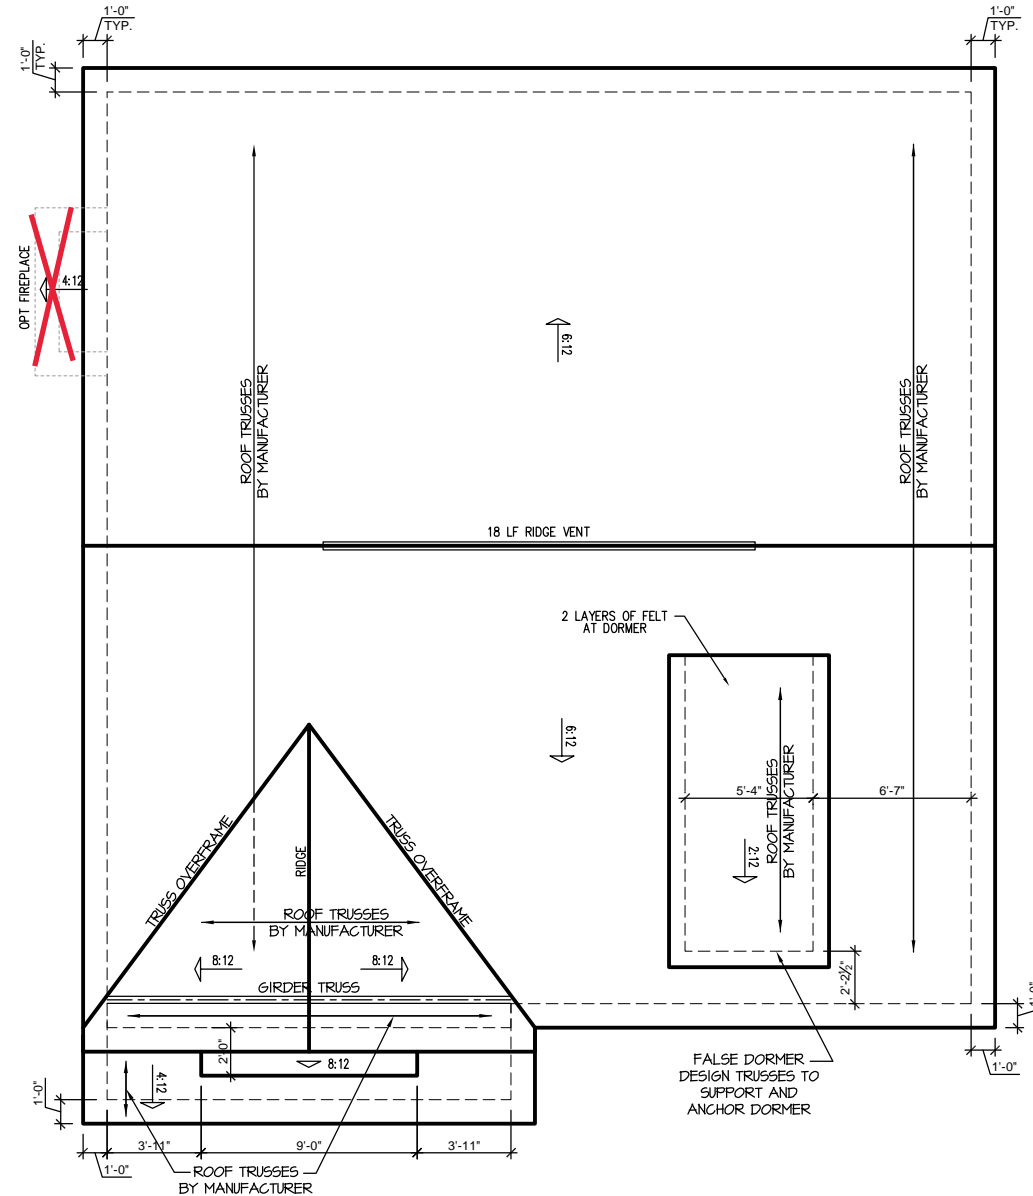 1'-0"
TYP.
1'-0"
TYP.
1'-0"
TYP.
OPT FIREPLACE
4:12
6:12
ROOF TRUSSES
BY MANUFACTURER
ROOF TRUSSES
BY MANUFACTURER
18 LF RIDGE VENT
2 LAYERS OF FELT
AT DORMER
6:12
5'-4"
6'-7"
ROOF TRUSSES
BY MANUFACTURER
2:12
TRUSS OVERFRAME
RIDGE
TRUSS OVERFRAME
ROOF TRUSSES
BY MANUFACTURER
8:12
8:12
GIRDER TRUSS
2'-2½"
1'-0"
2'-0"
8:12
4:12
1'-0"
FALSE DORMER
DESIGN TRUSSES TO
SUPPORT AND
ANCHOR DORMER
1'-0"
3'-11"
9'-0"
3'-11"
1'-0"
ROOF TRUSSES
BY MANUFACTURER